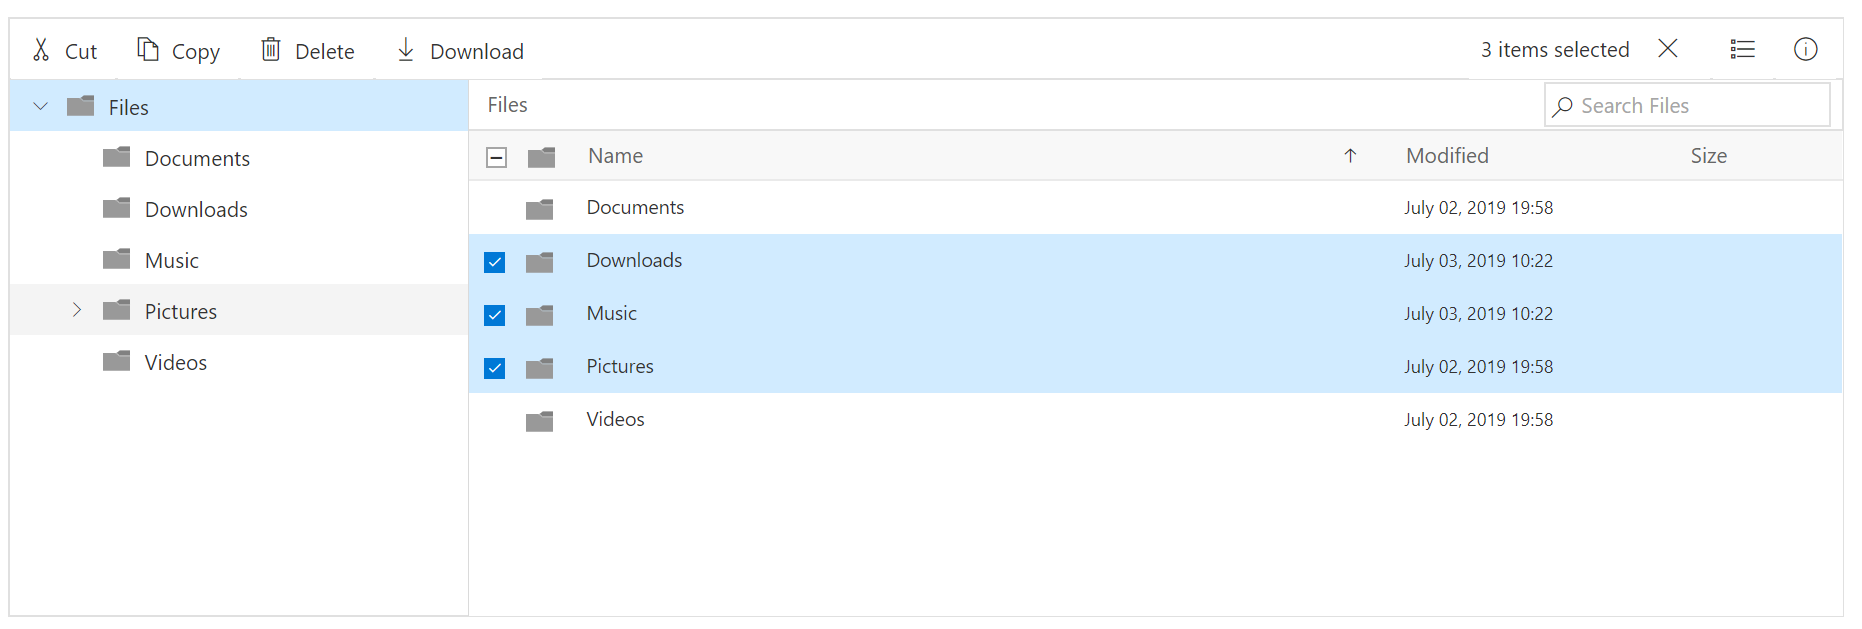 Cut Copy Delete Download 3 items selected
Files
Documents
Downloads
Music
Pictures
Videos
Files Search Files
Name Modified Size
Documents July 02, 2019 19:58
Downloads July 03, 2019 10:22
Music July 03, 2019 10:22
Pictures July 02, 2019 19:58
Videos July 02, 2019 19:58